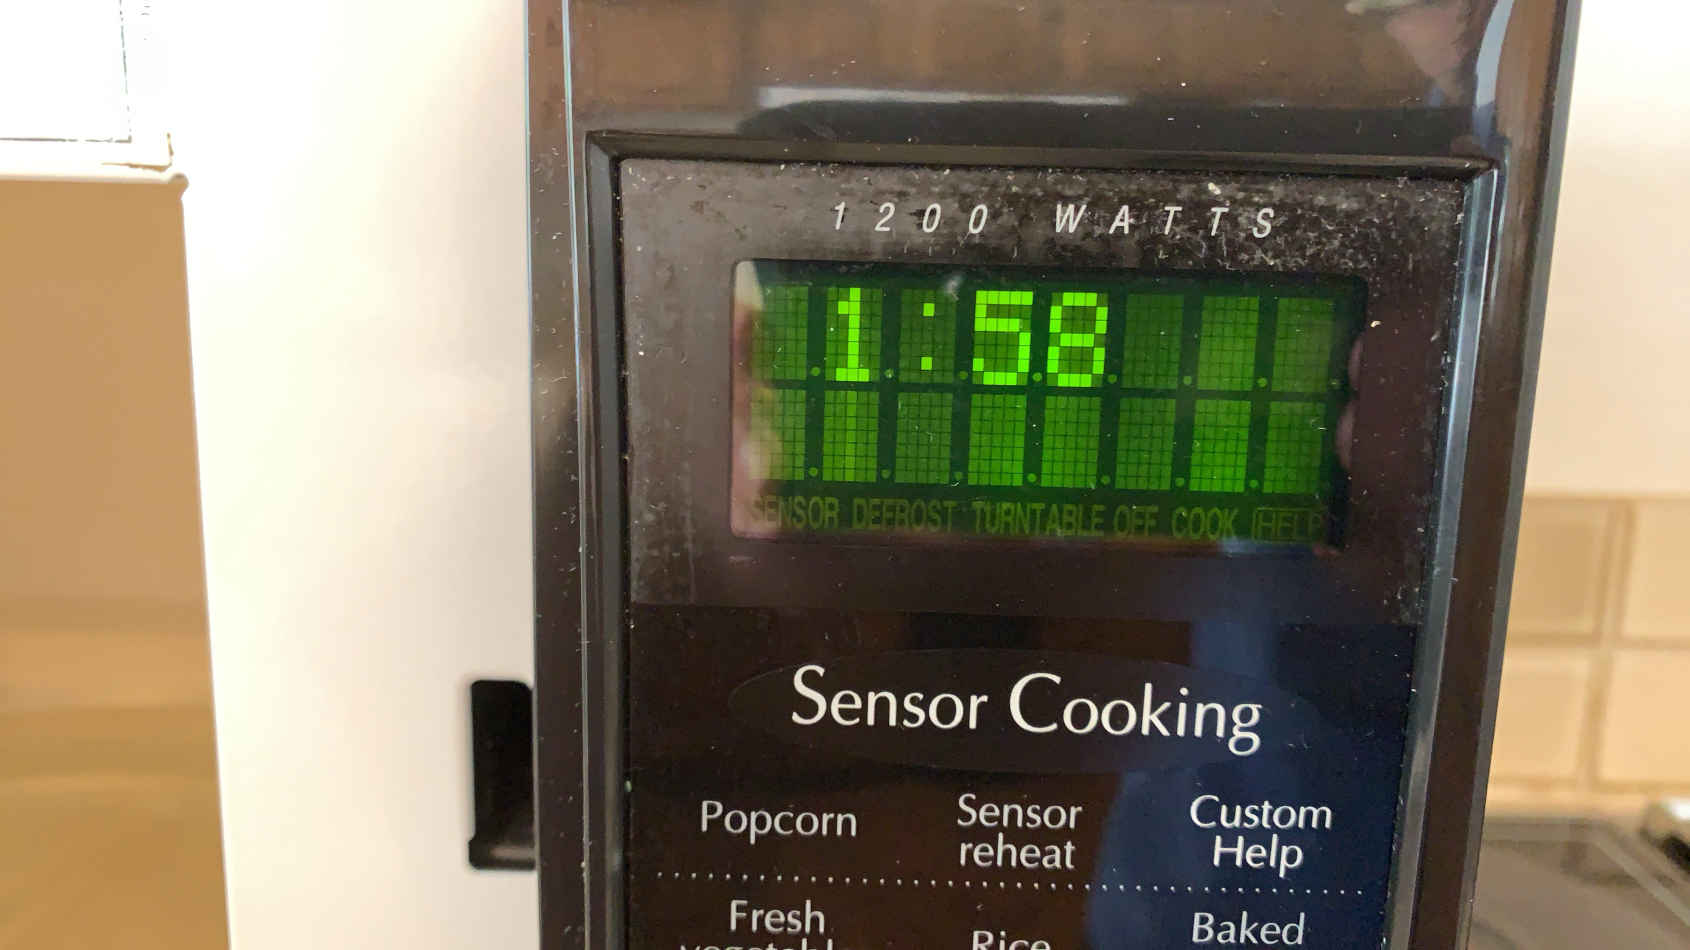 1200 WATTS
1:58
SENSOR DEFROST TURNTABLE OFF COOK HELP
Sensor Cooking
Popcorn Sensor reheat Custom Help
Fresh Rice Baked